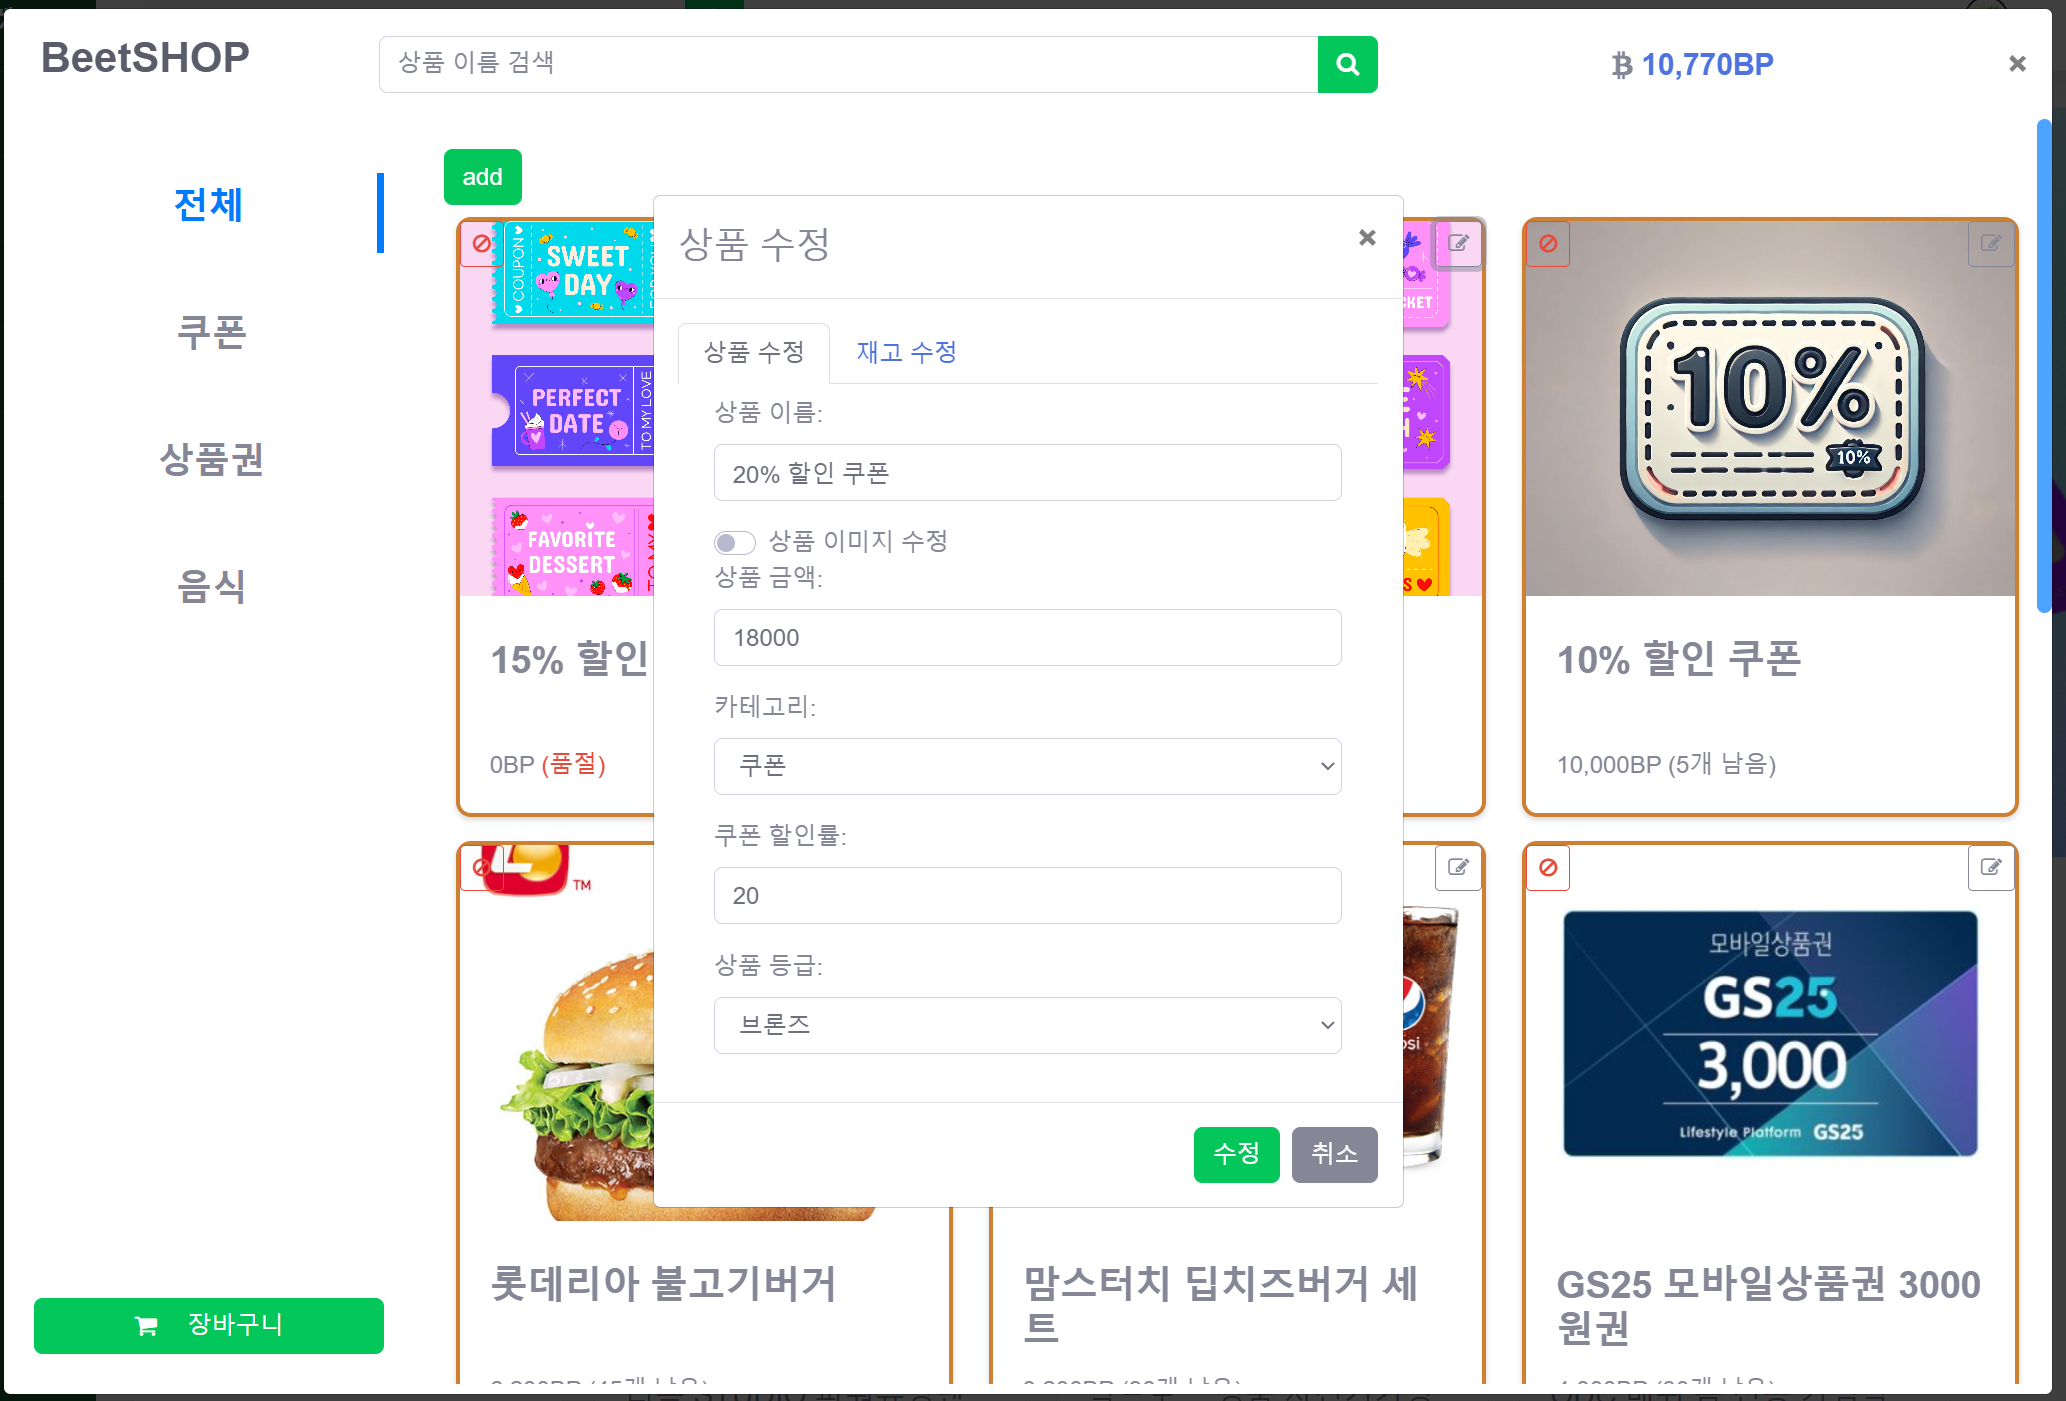 BeetSHOP
상품 이름 검색
10,770BP
전체
쿠폰
상품권
음식
장바구니
add
COUPON
SWEET
DAY
PERFECT
DATE
TO MY LOVE
FAVORITE
DESSERT
15% 할인
0BP (품절)
상품 수정
상품 수정
재고 수정
상품 이름:
20% 할인 쿠폰
상품 이미지 수정
상품 금액:
18000
카테고리:
쿠폰
쿠폰 할인률:
20
상품 등급:
브론즈
수정
취소
10%
10%
10% 할인 쿠폰
10,000BP (5개 남음)
TM
롯데리아 불고기버거
맘스터치 딥치즈버거 세
트
모바일상품권
GS25
3,000
Lifestyle Platform GS25
GS25 모바일상품권 3000
원권